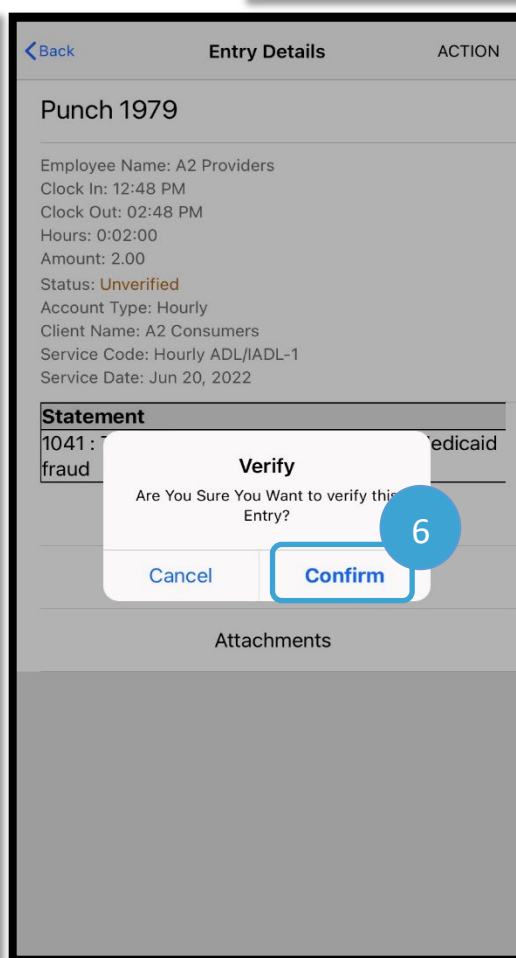 Back Entry Details ACTION
Punch 1979
Employee Name: A2 Providers
Clock In: 12:48 PM
Clock Out: 02:48 PM
Hours: 0:02:00
Amount: 2.00
Status: Unverified
Account Type: Hourly
Client Name: A2 Consumers
Service Code: Hourly ADL/IADL-1
Service Date: Jun 20, 2022
Statement
1041 :
fraud
Verify
Are You Sure You Want to verify this
Entry?
6
Cancel Confirm
Attachments